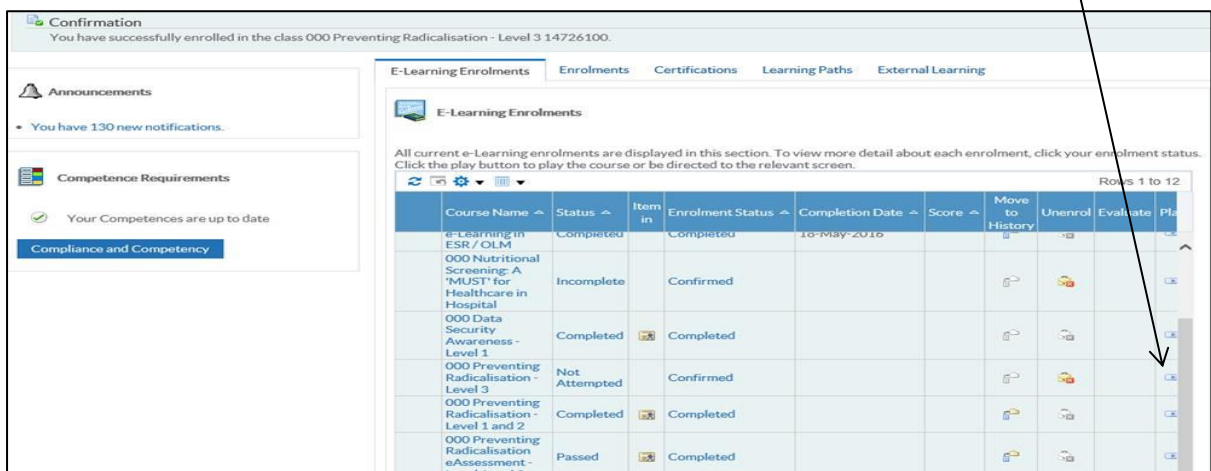 Confirmation
You have successfully enrolled in the class 000 Preventing Radicalisation - Level 3 14726100.
Announcements
You have 130 new notifications.
Competence Requirements
Your Competences are up to date
Compliance and Competency
E-Learning Enrolments Enrolments Certifications Learning Paths External Learning
E-Learning Enrolments
All current e-Learning enrolments are displayed in this section. To view more detail about each enrolment, click your enrolment status.
Click the play button to play the course or be directed to the relevant screen.
Rows 1 to 12
Course Name Status Item in Enrolment Status Completion Date Score Move to History Unenrol Evaluate Pla
e-Learning in
ESR / OLM
Completed Completed 18-May-2016
000 Nutritional
Screening: A
'MUST' for
Healthcare in
Hospital
Incomplete Confirmed
000 Data
Security
Awareness -
Level 1
Completed Completed
000 Preventing
Radicalisation -
Level 3
Not
Attempted
Confirmed
000 Preventing
Radicalisation -
Level 1 and 2
Completed Completed
000 Preventing
Radicalisation
eAssessment -
Passed Completed